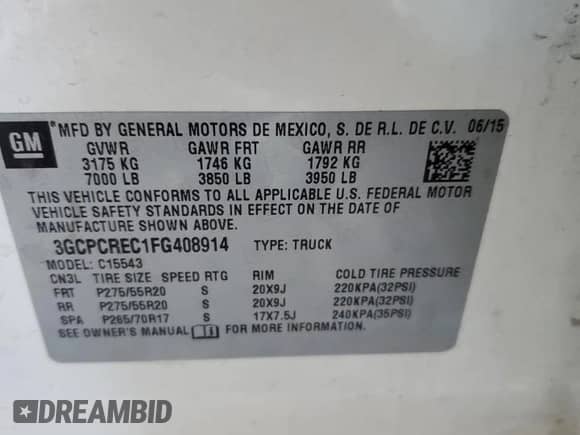 GM
*MFD BY GENERAL MOTORS DE MEXICO, S. DE R.L. DE C.V. 06/15
GVWR GAWR FRT GAWR RR
3175 KG 1746 KG 1792 KG
7000 LB 3850 LB 3950 LB
THIS VEHICLE CONFORMS TO ALL APPLICABLE U.S. FEDERAL MOTOR
VEHICLE SAFETY STANDARDS IN EFFECT ON THE DATE OF
MANUFACTURE SHOWN ABOVE.
3GCPCREC1FG408914 TYPE: TRUCK
MODEL: C15543
CN3L TIRE SIZE SPEED RTG RIM COLD TIRE PRESSURE
FRT P275/55R20 S 20X9J 220KPA(32PSI)
RR P275/55R20 S 20X9J 220KPA(32PSI)
SPA P265/70R17 S 17X7.5J 240KPA(35PSI)
SEE OWNER'S MANUAL FOR MORE INFORMATION.
DREAMBID